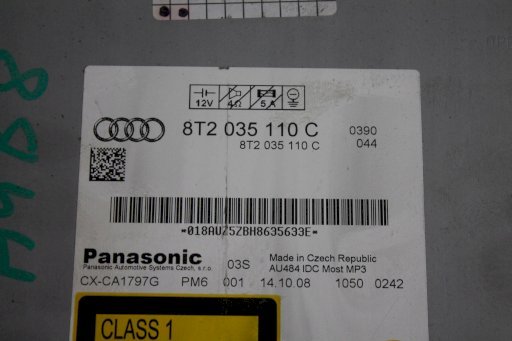 12V 4Ω 5A
8T2 035 110 C 0390
8T2 035 110 C 044
*018AUZ5ZBH8635633E*
Panasonic
Panasonic Automotive Systems Czech, s.r.o.
03S
Made in Czech Republic
AU484 IDC Most MP3
CX-CA1797G PM6 001 14.10.08 1050 0242
CLASS 1